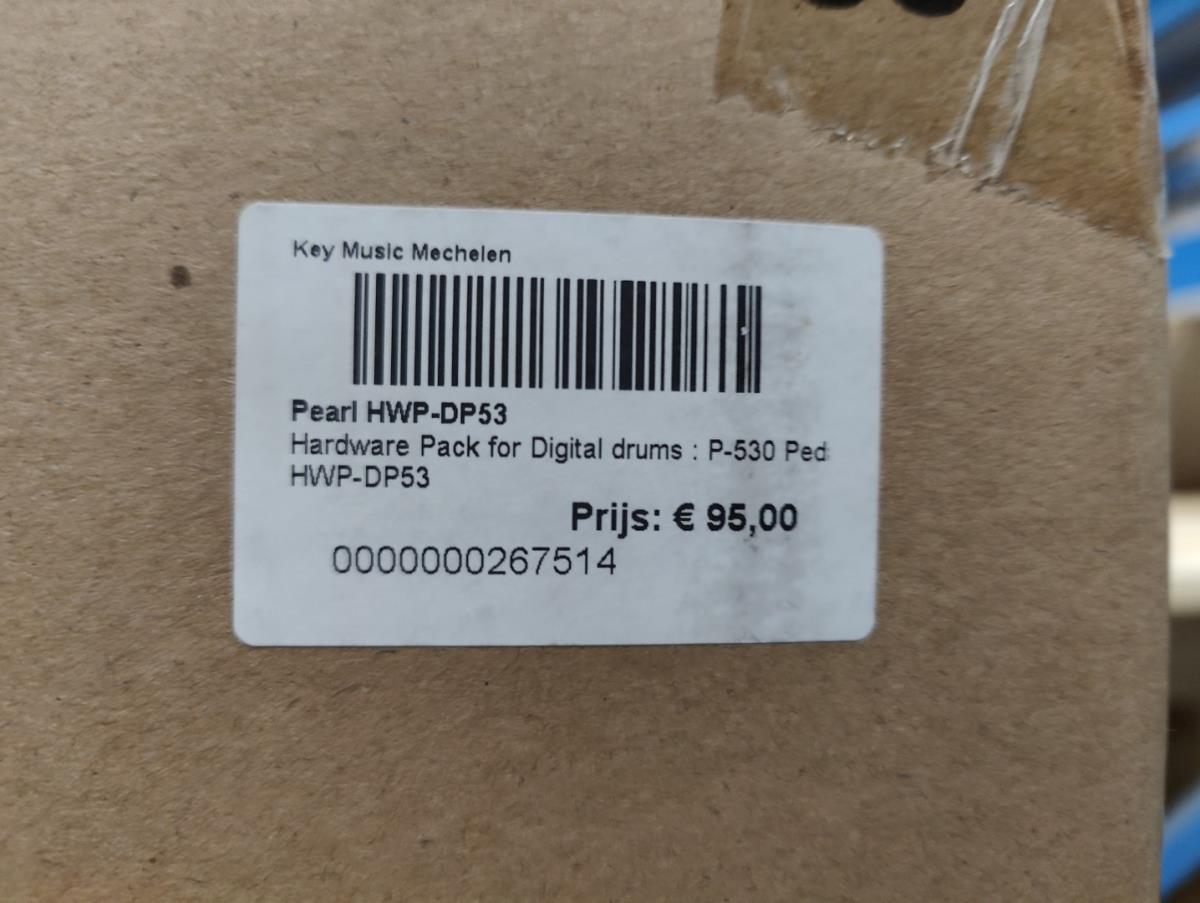 Key Music Mechelen
Pearl HWP-DP53
Hardware Pack for Digital drums : P-530 Ped
HWP-DP53
Prijs: € 95,00
0000000267514